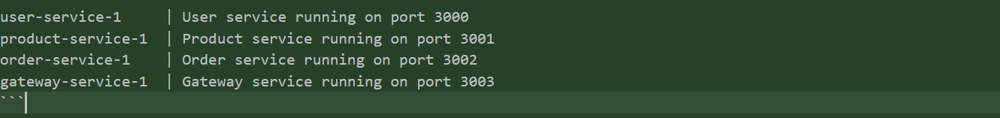 user-service-1     | User service running on port 3000
product-service-1  | Product service running on port 3001
order-service-1    | Order service running on port 3002
gateway-service-1  | Gateway service running on port 3003
```